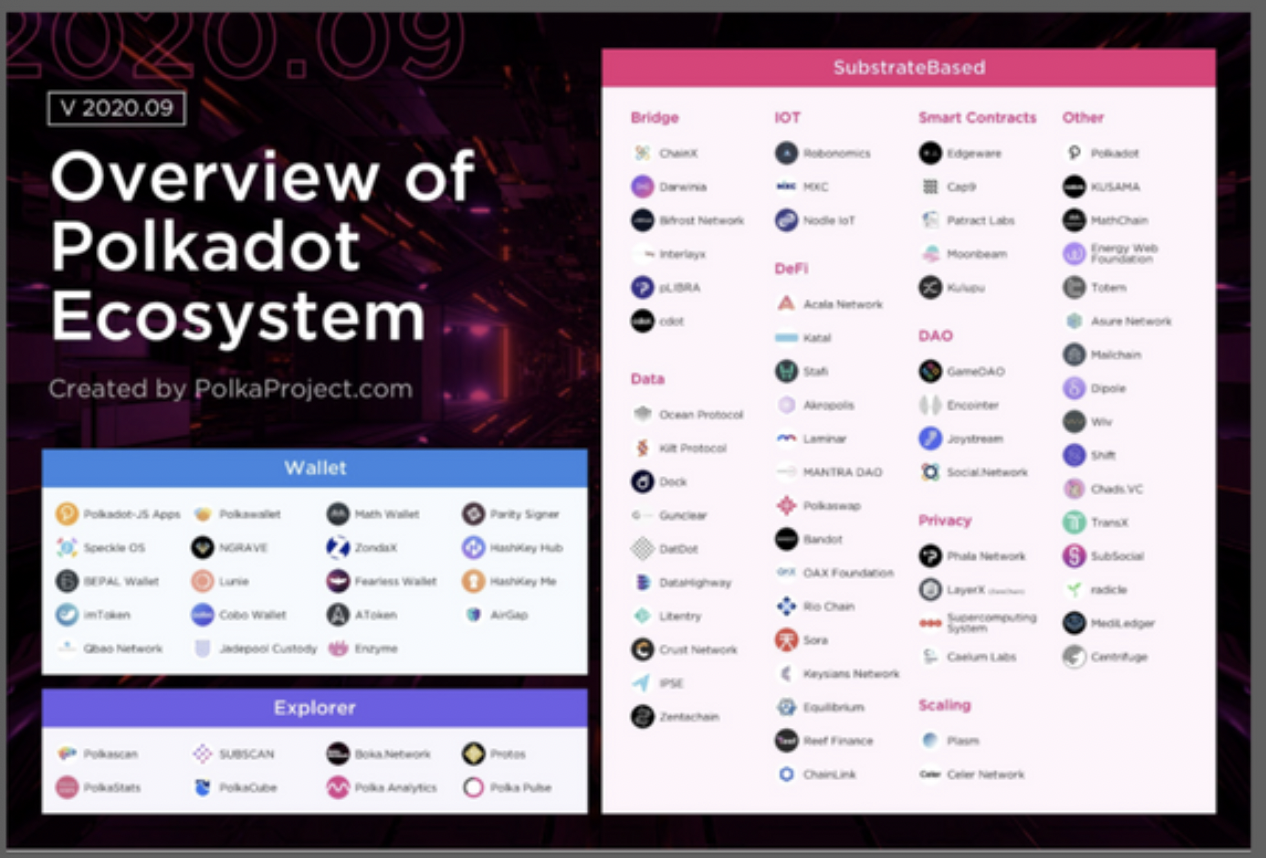 2020.09
V 2020.09
Overview of
Polkadot
Ecosystem
Created by PolkaProject.com
Wallet
Polkadot-JS Apps
Polkawallet
Math Wallet
Parity Signer
Speckle OS
NGRAVE
ZondaX
HashKey Hub
BEPAL Wallet
Lunie
Fearless Wallet
HashKey Me
imToken
Cobo Wallet
AToken
AirGap
Qbao Network
Jadepool Custody
Enzyme
Explorer
Polkascan
SUBSCAN
Boka.Network
Protos
PolkaStats
PolkaCube
Polka Analytics
Polka Pulse
SubstrateBased
Bridge
ChainX
Darwinia
Bifrost Network
Interlayx
pLIBRA
cdot
Data
Ocean Protocol
Kilt Protocol
Dock
Gunclear
DatDot
DataHighway
Litentry
Crust Network
IPSE
Zentachain
IOT
Robonomics
MXC
Nodle IoT
DeFi
Acala Network
Katal
Stafi
Akropolis
Laminar
MANTRA DAO
Polkaswap
Bandot
OAX Foundation
Rio Chain
Sora
Keysians Network
Equilibrium
Reef Finance
ChainLink
Smart Contracts
Edgeware
Cap9
Patract Labs
Moonbeam
Kulupu
DAO
GameDAO
Encointer
Joystream
Social.Network
Privacy
Phala Network
LayerX
Supercomputing
System
Caelum Labs
Scaling
Plasm
Celer Network
Other
Polkadot
KUSAMA
MathChain
Energy Web
Foundation
Totem
Asure Network
Mailchain
Dipole
Wiv
Shift
Chads.VC
TransX
SubSocial
radicle
MediLedger
Centrifuge